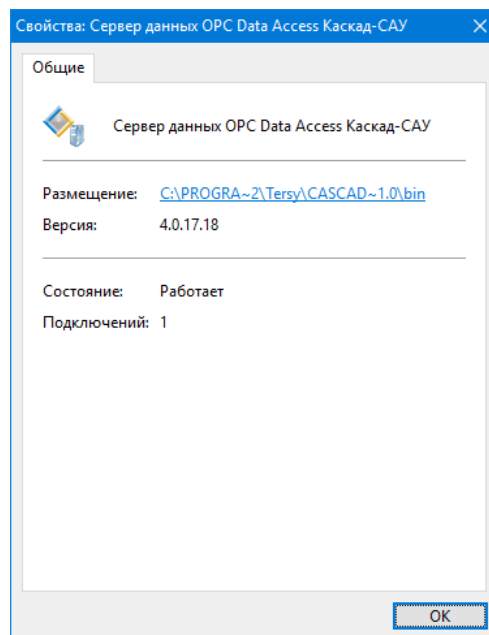 Свойства: Сервер данных OPC Data Access Каскад-САУ
Общие
Сервер данных OPC Data Access Каскад-САУ
Размещение: C:\PROGRA~2\Tersy\CASCAD~1.0\bin
Версия: 4.0.17.18
Состояние: Работает
Подключений: 1
OK